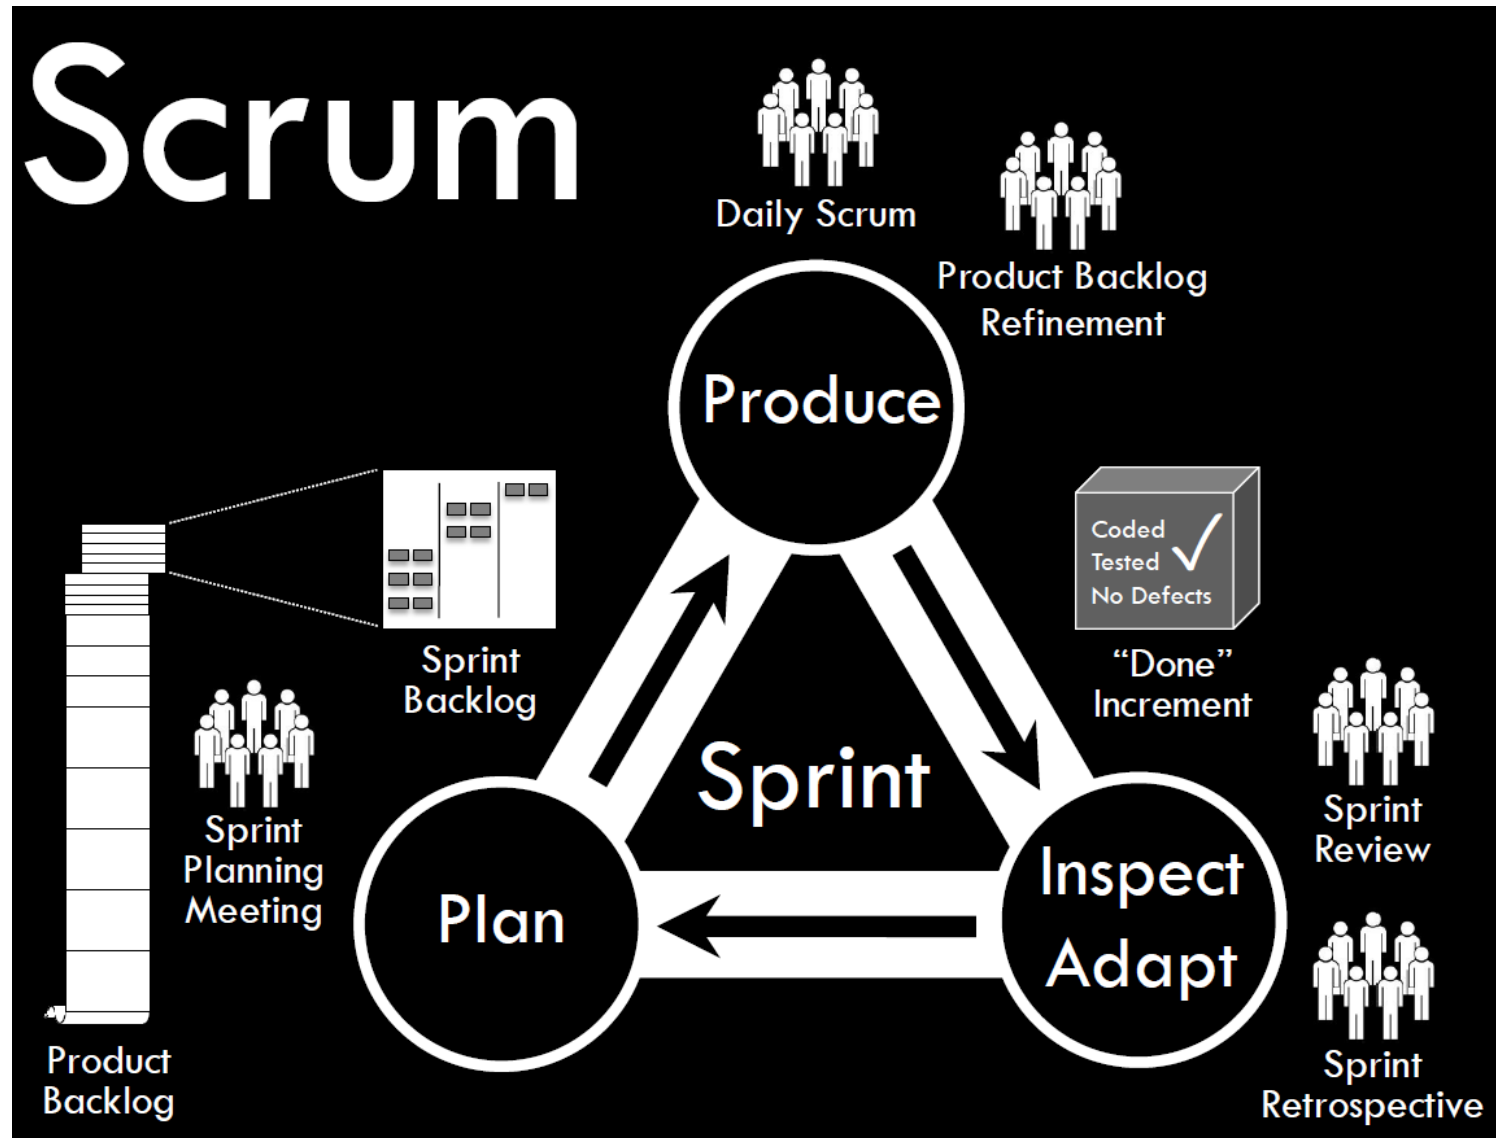 Scrum
Daily Scrum
Product Backlog
Refinement
Produce
Coded
Tested
No Defects
“Done”
Increment
Sprint
Backlog
Sprint
Planning
Meeting
Sprint
Plan
Inspect
Adapt
Sprint
Review
Sprint
Retrospective
Product
Backlog